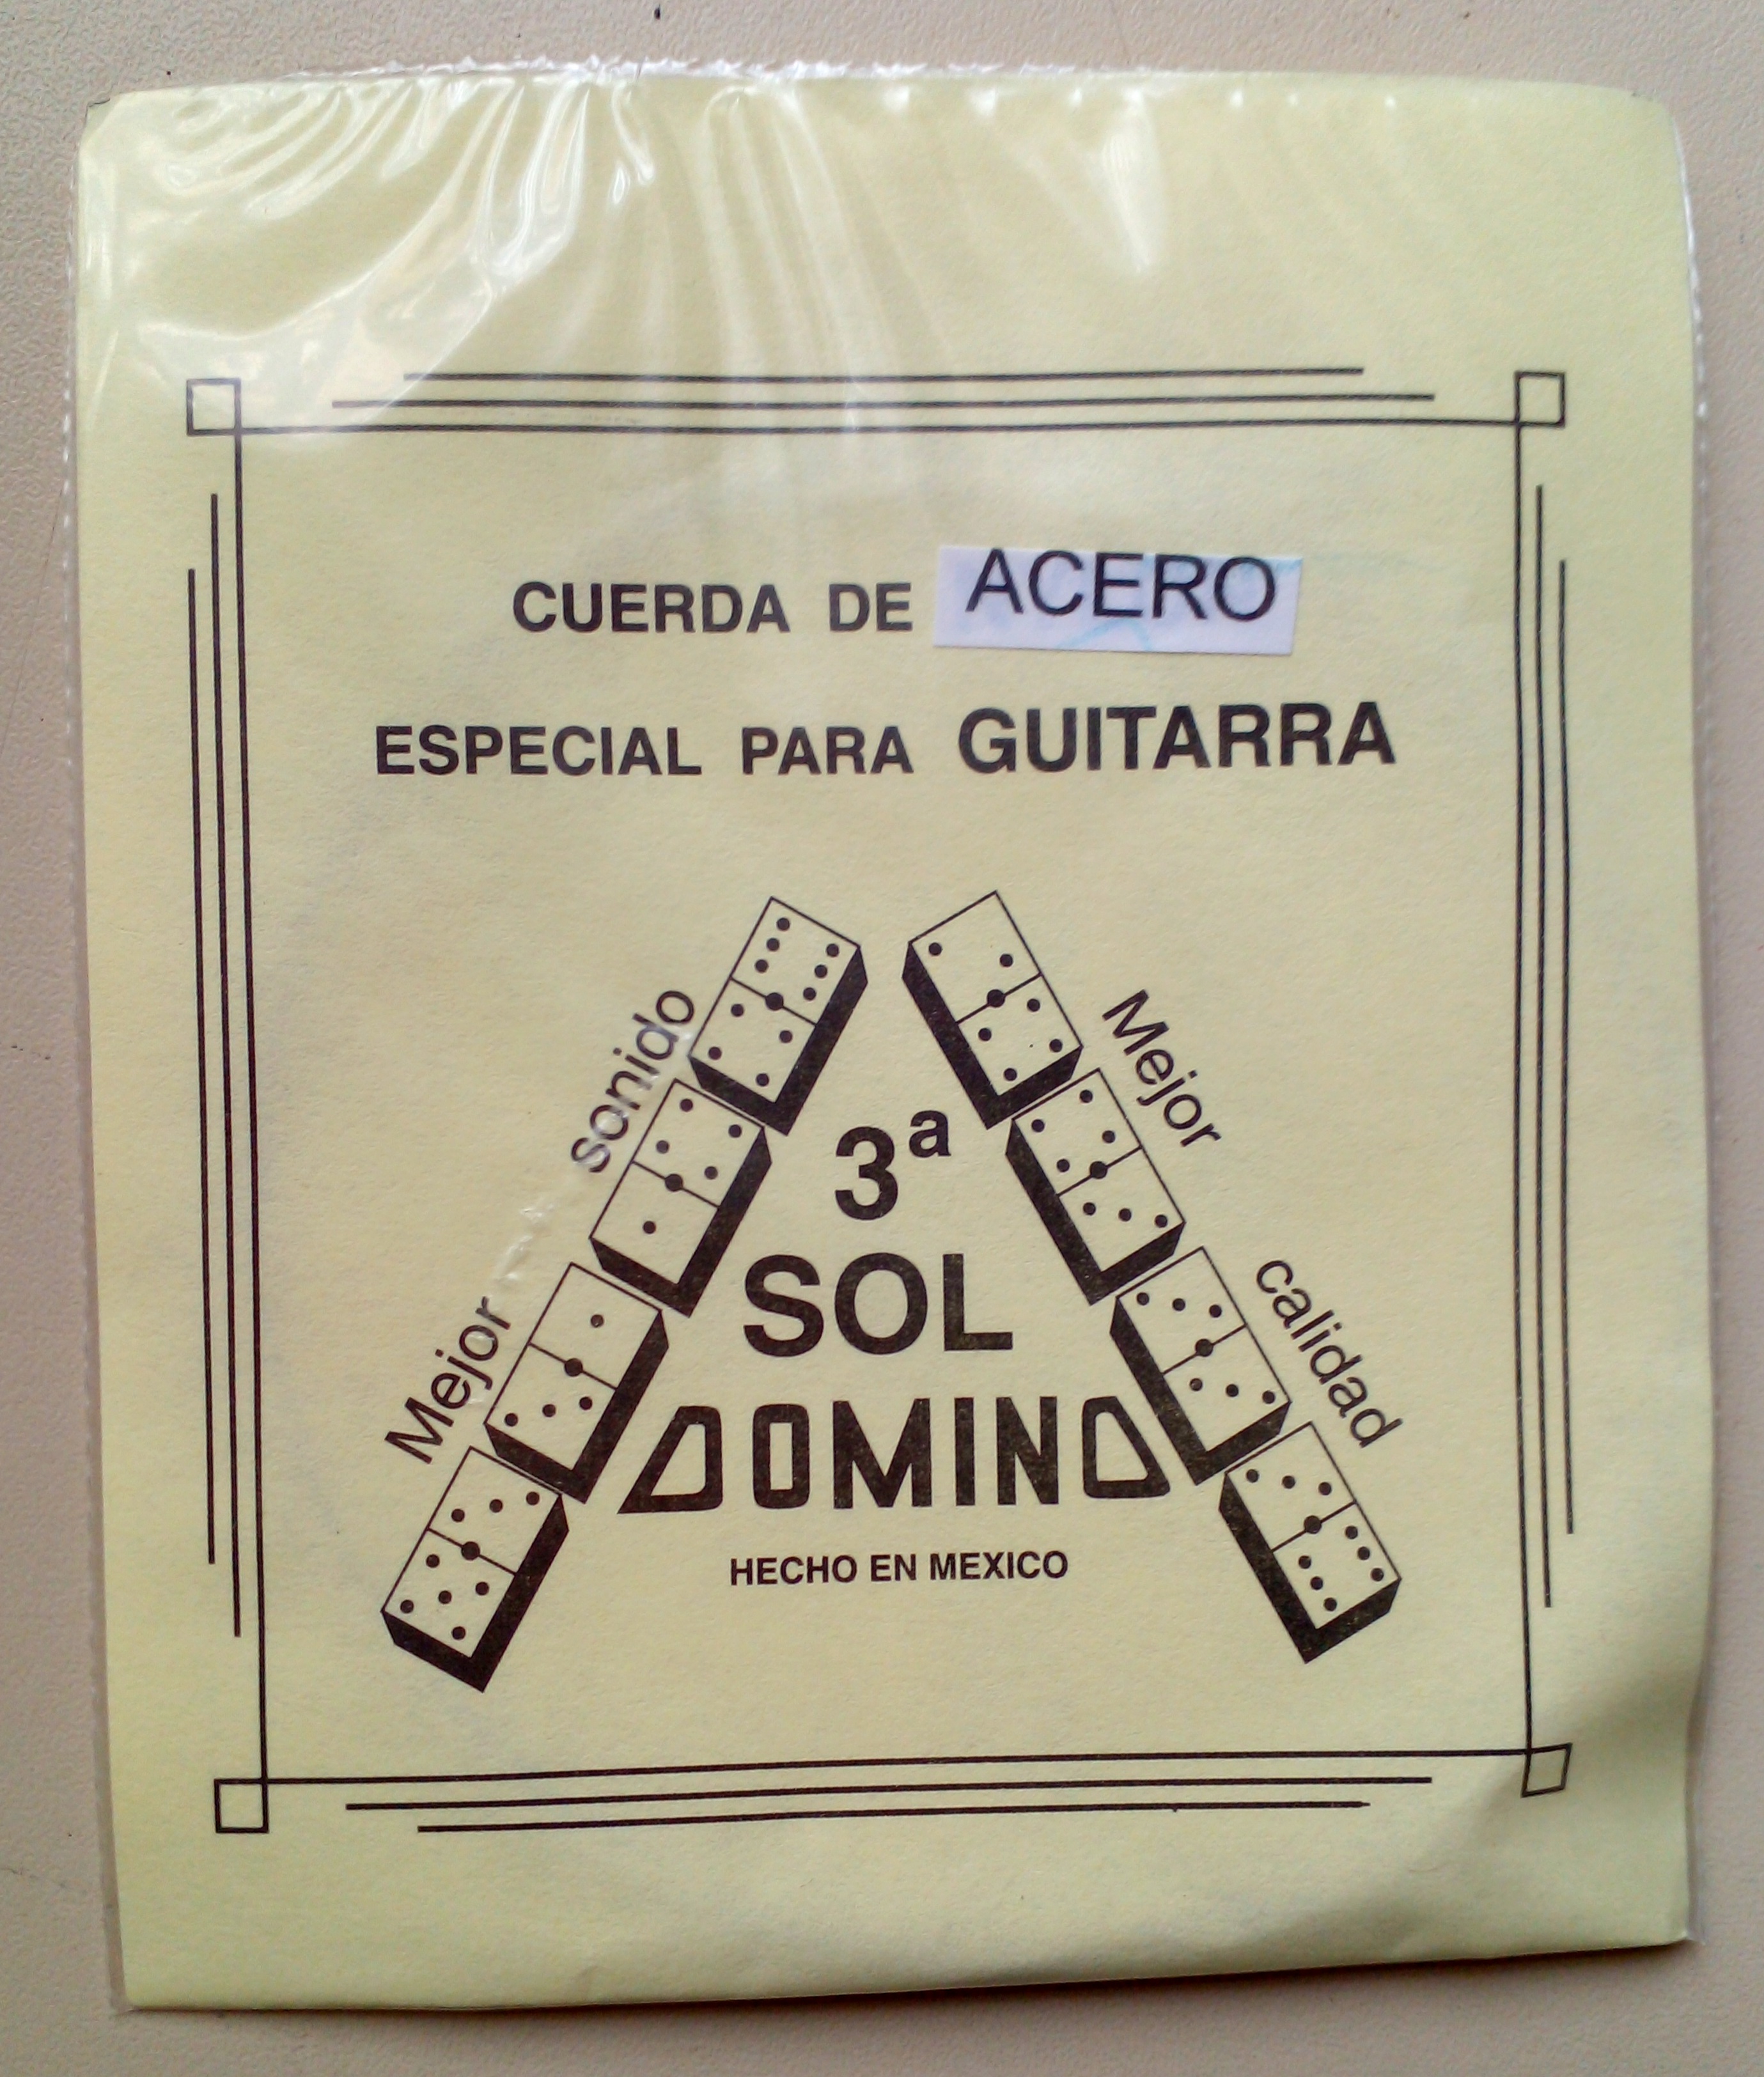 CUERDA DE ACERO
ESPECIAL PARA GUITARRA
Mejor sonido
Mejor calidad
3ª
SOL
DOMINO
HECHO EN MEXICO